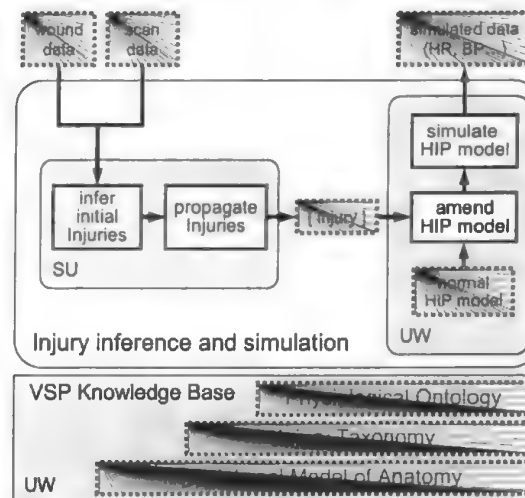 wound
data
scan
data
simulated data
(HR, BP...)
simulate
HIP model
infer
initial
Injuries
propagate
Injuries
{ Injury }
amend
HIP model
SU
normal
HIP model
UW
Injury inference and simulation
VSP Knowledge Base
Physiological Ontology
Taxonomy
Model of Anatomy
UW